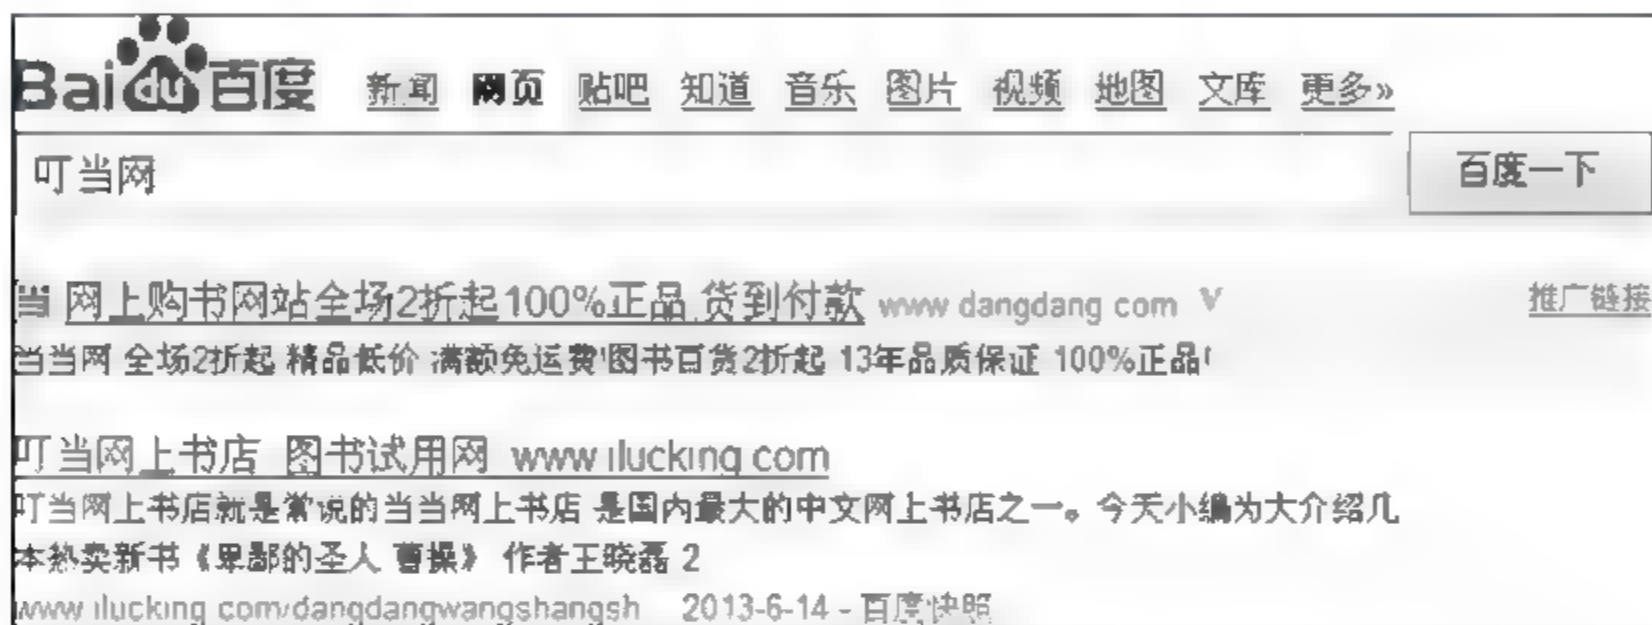 Bai du 百度 新闻 网页 贴吧 知道 音乐 图片 视频 地图 文库 更多»
叮当网 百度一下
当 网上购书网站全场2折起100%正品 货到付款 www dangdang com V 推广链接
当当网 全场2折起 精品低价 满额免运费!图书百货2折起 13年品质保证 100%正品!
叮当网上书店 图书试用网 www ilucking com
叮当网上书店就是常说的当当网上书店 是国内最大的中文网上书店之一。今天小编为大介绍几
本热卖新书《卑鄙的圣人 曹操》 作者王晓磊 2
www ilucking com/dangdangwangshangsh 2013-6-14 - 百度快照